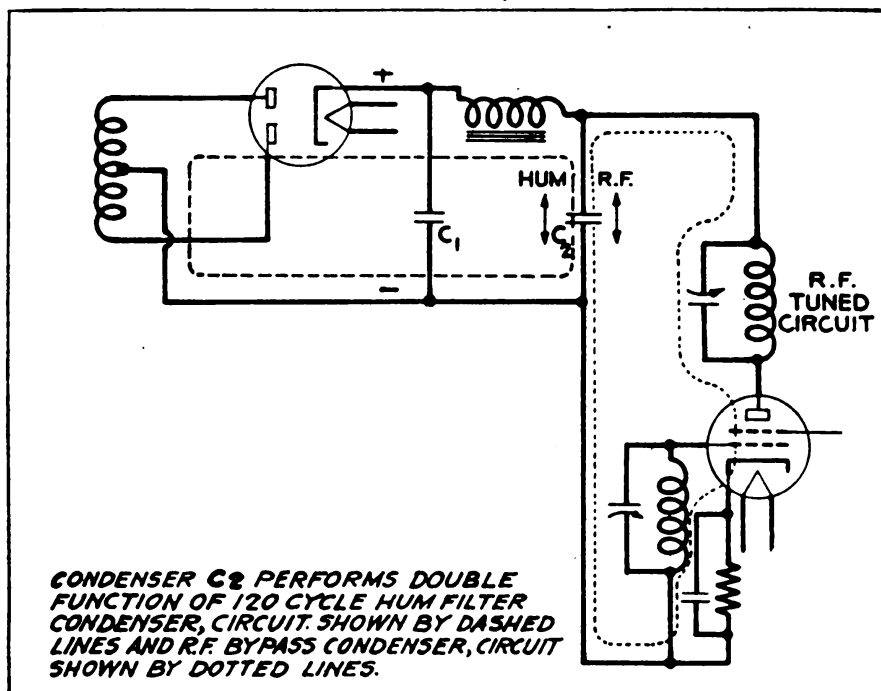 +
HUM R.F.
C1 C2
-
R.F.
TUNED
CIRCUIT
CONDENSER C2 PERFORMS DOUBLE
FUNCTION OF 120 CYCLE HUM FILTER
CONDENSER, CIRCUIT SHOWN BY DASHED
LINES AND R.F. BYPASS CONDENSER, CIRCUIT
SHOWN BY DOTTED LINES.